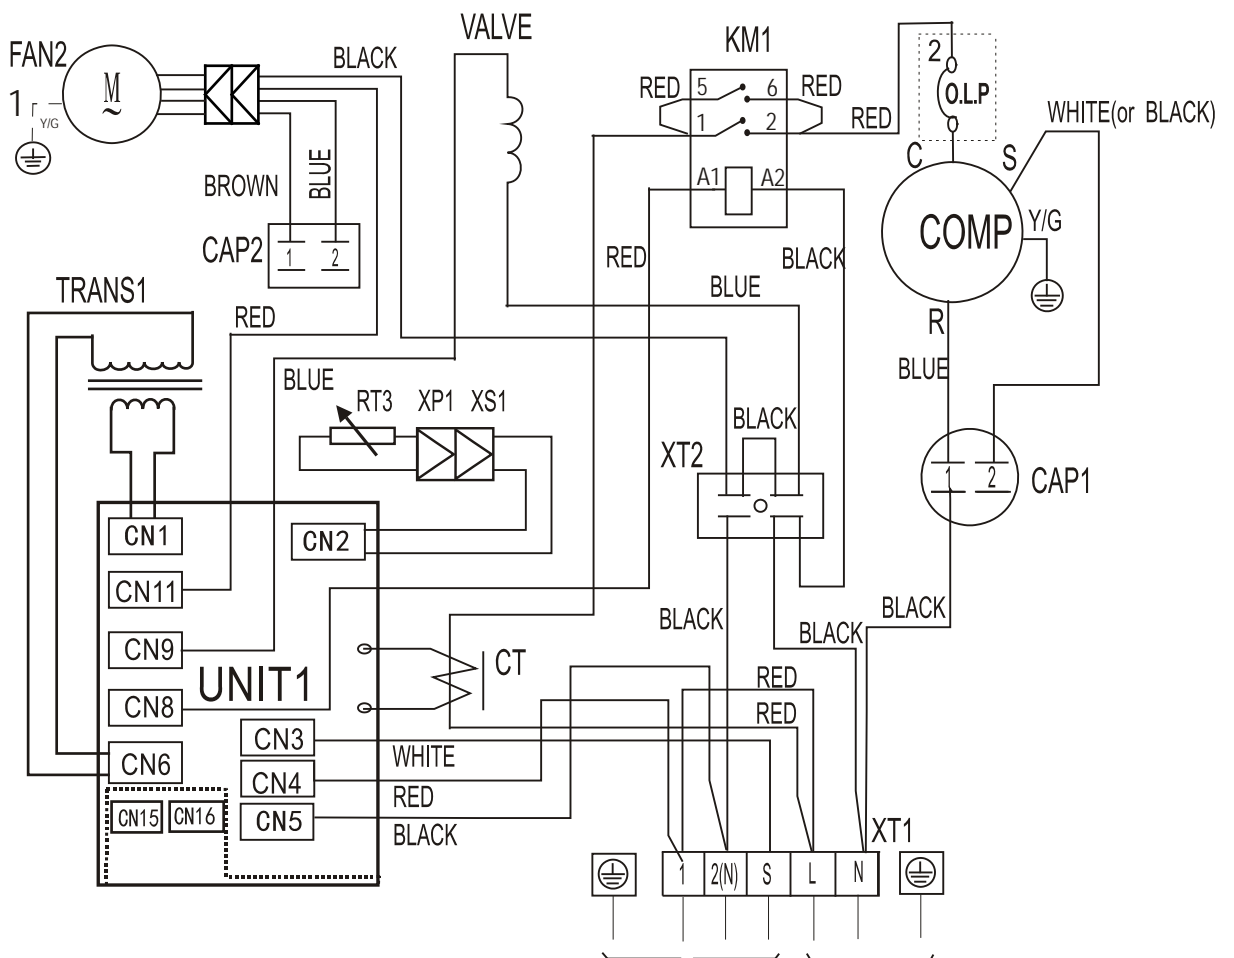 VALVE
KM1
FAN2
BLACK
M
~
1
Y/G
RED
5
6
RED
1
2
RED
2
O.L.P
WHITE(or BLACK)
C
S
BROWN
BLUE
A1
A2
COMP
Y/G
CAP2
1
2
RED
BLACK
TRANS1
RED
BLUE
R
BLUE
BLUE
RT3
XP1
XS1
BLACK
XT2
1
2
CAP1
CN1
CN2
CN11
BLACK
BLACK
BLACK
CN9
UNIT1
CT
RED
CN8
RED
CN3
WHITE
CN6
CN4
RED
CN15
CN16
CN5
BLACK
XT1
1
2(N)
S
L
N